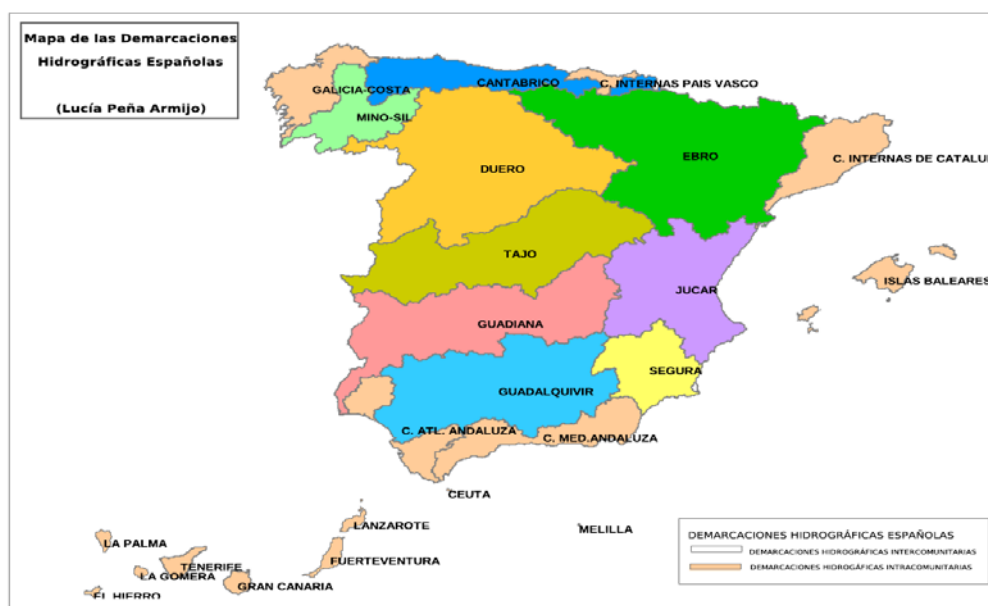 Mapa de las Demarcaciones
Hidrográficas Españolas
(Lucía Peña Armijo)
GALICIA-COSTA
CANTABRICO
C. INTERNAS PAIS VASCO
MINO-SIL
DUERO
EBRO
C. INTERNAS DE CATALU
TAJO
ISLAS BALEARES
JUCAR
GUADIANA
SEGURA
GUADALQUIVIR
C. ATL. ANDALUZA
C. MED.ANDALUZA
CEUTA
MELILLA
LANZAROTE
LA PALMA
FUERTEVENTURA
TENERIFE
LA GOMERA
GRAN CANARIA
EL HIERRO
DEMARCACIONES HIDROGRÁFICAS ESPAÑOLAS
DEMARCACIONES HIDROGRÁFICAS INTERCOMUNITARIAS
DEMARCACIONES HIDROGÁFICAS INTRACOMUNITARIAS